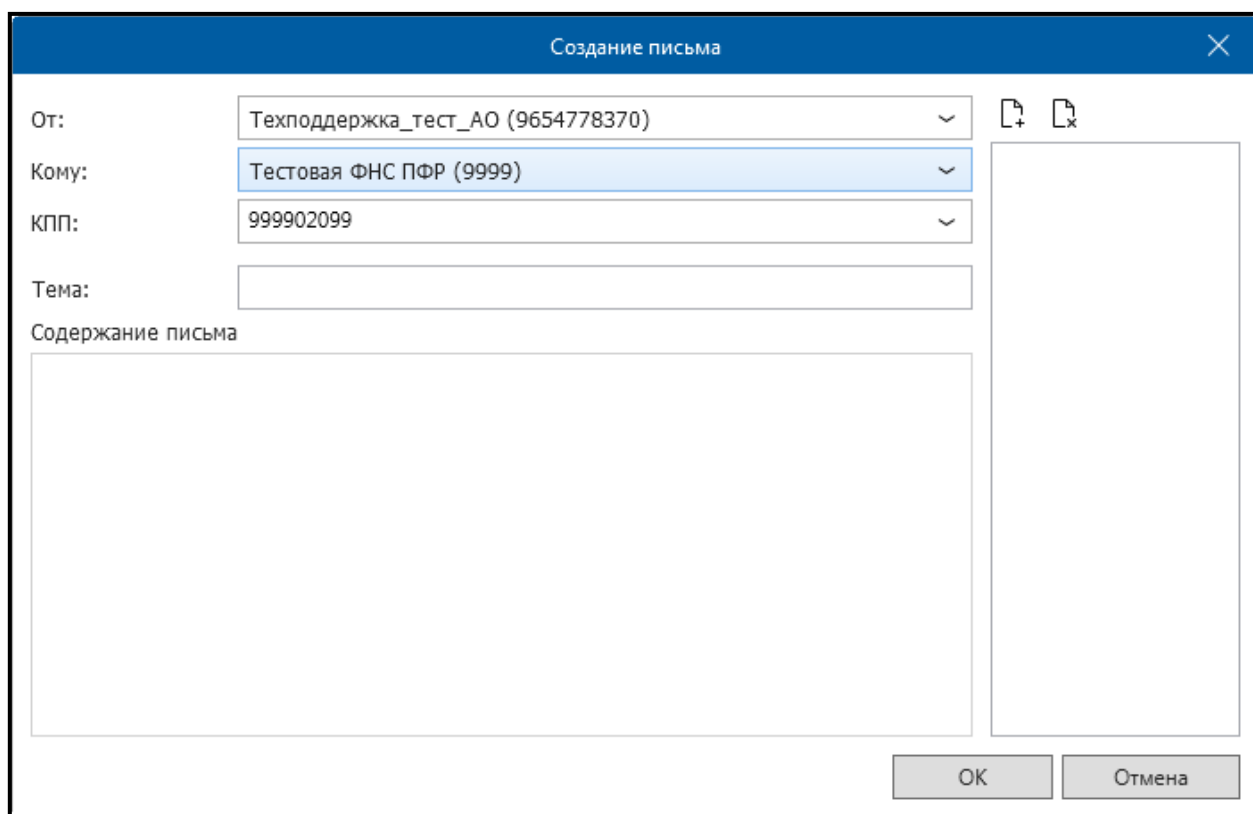 Создание письма
От: Техподдержка_тест_АО (9654778370)
Кому: Тестовая ФНС ПФР (9999)
КПП: 999902099
Тема:
Содержание письма
ОК Отмена